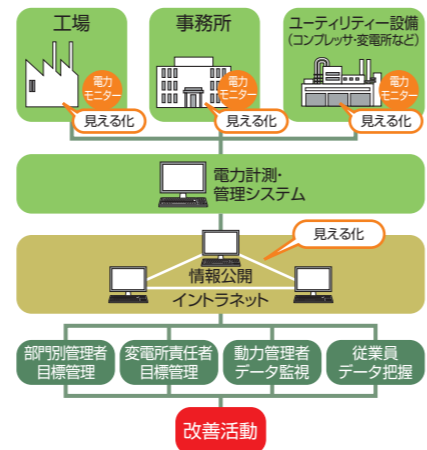 工場
電力
モニター
見える化
事務所
電力
モニター
見える化
ユーティリティー設備
(コンプレッサ・変電所など)
電力
モニター
見える化
電力計測・
管理システム
見える化
情報公開
イントラネット
部門別管理者
目標管理
変電所責任者
目標管理
動力管理者
データ監視
従業員
データ把握
改善活動